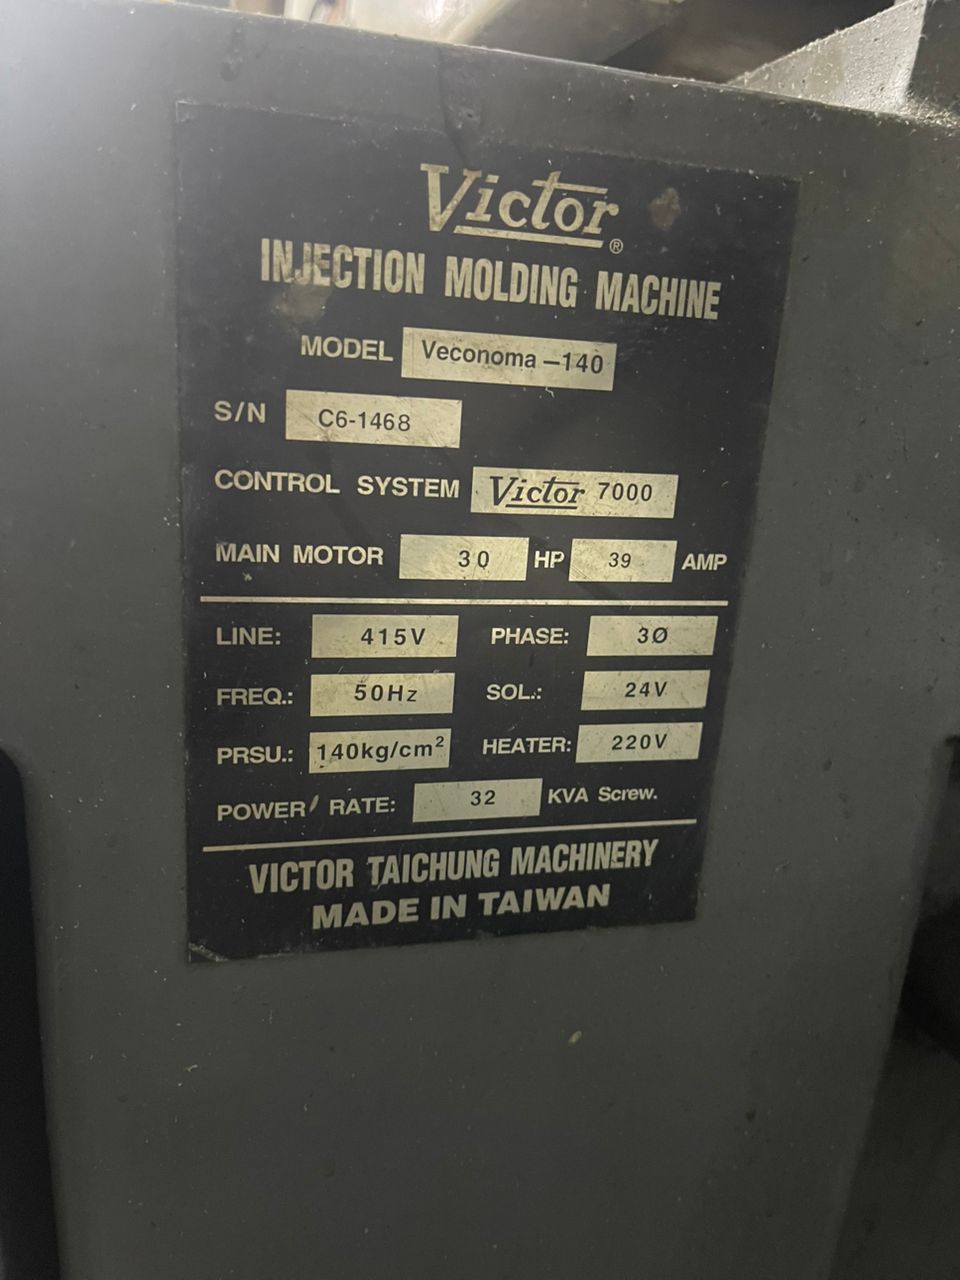 Victor®
INJECTION MOLDING MACHINE
MODEL Veconoma –140
S/N C6-1468
CONTROL SYSTEM Victor 7000
MAIN MOTOR 30 HP 39 AMP
LINE: 415V PHASE: 3Ø
FREQ.: 50Hz SOL.: 24V
PRSU.: 140kg/cm² HEATER: 220V
POWER RATE: 32 KVA Screw.
VICTOR TAICHUNG MACHINERY
MADE IN TAIWAN